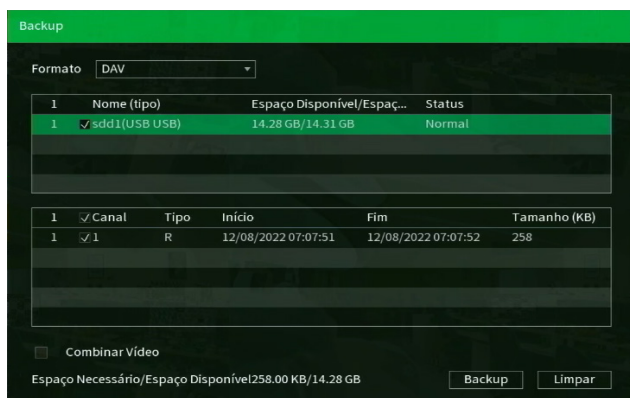 Backup
Formato DAV
1 Nome (tipo) Espaço Disponível/Espaç... Status
1 sdd1(USB USB) 14.28 GB/14.31 GB Normal
1 Canal Tipo Início Fim Tamanho (KB)
1 1 R 12/08/2022 07:07:51 12/08/2022 07:07:52 258
Combinar Vídeo
Espaço Necessário/Espaço Disponível258.00 KB/14.28 GB Backup Limpar